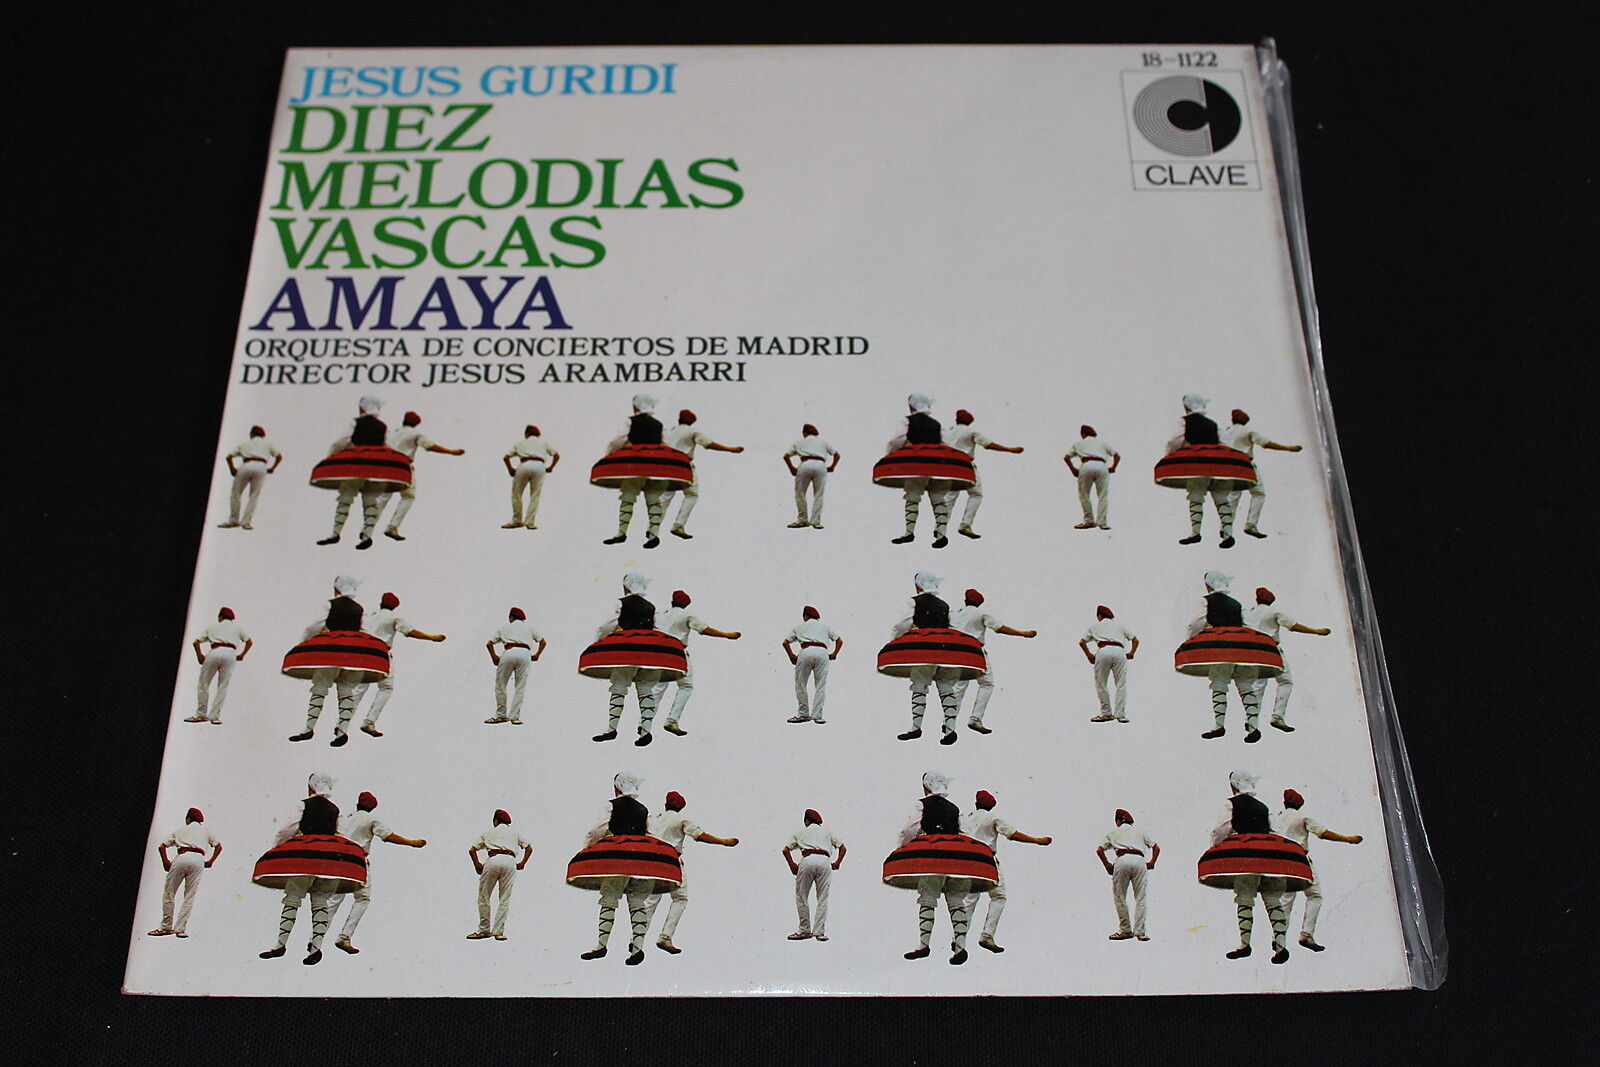 JESUS GURIDI
DIEZ
MELODIAS
VASCAS
AMAYA
ORQUESTA DE CONCIERTOS DE MADRID
DIRECTOR JESUS ARAMBARRI
18-1122
CLAVE